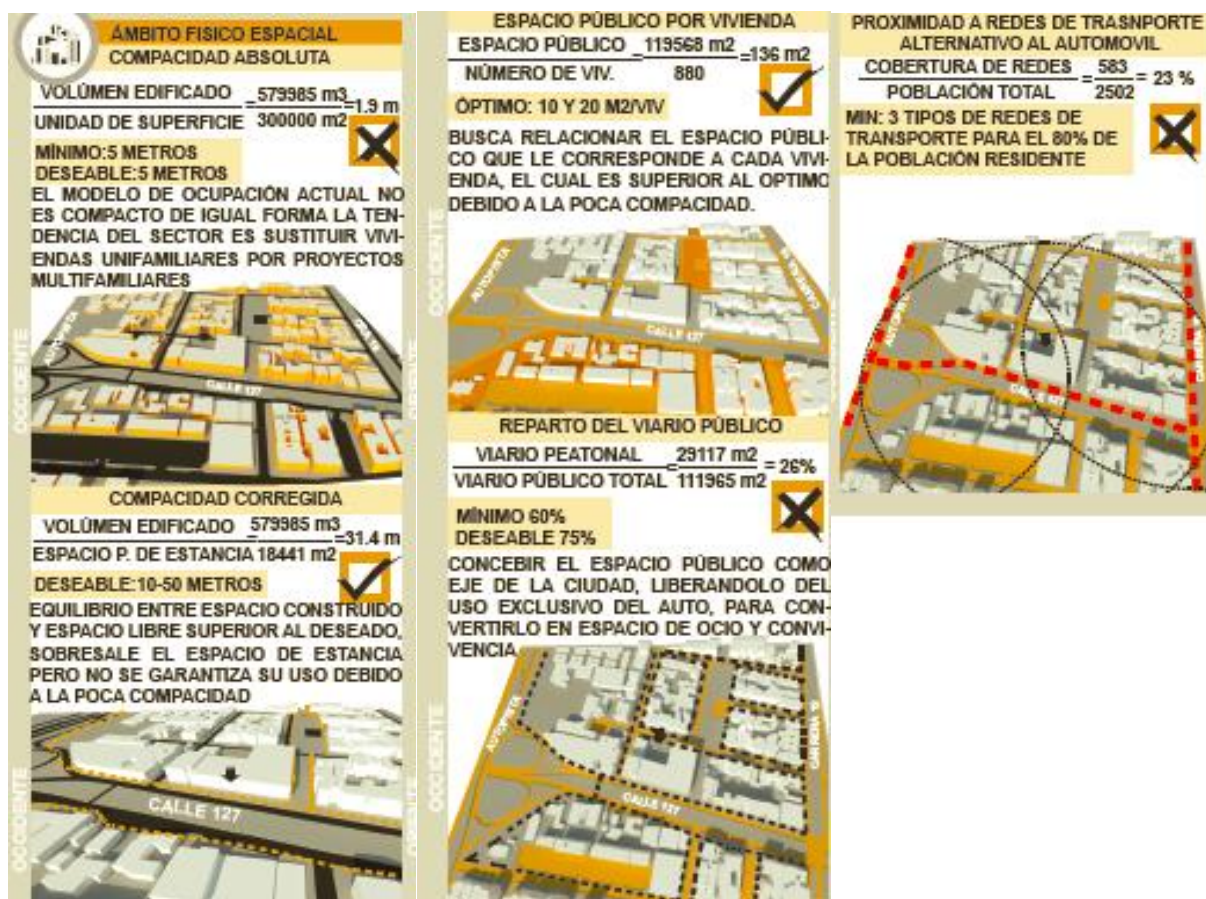 ÁMBITO FISICO ESPACIAL
COMPACIDAD ABSOLUTA
VOLÚMEN EDIFICADO = 579985 m3 = 1.9 m
UNIDAD DE SUPERFICIE 300000 m2
MÍNIMO:5 METROS
DESEABLE:5 METROS
EL MODELO DE OCUPACIÓN ACTUAL NO
ES COMPACTO DE IGUAL FORMA LA TEN-
DENCIA DEL SECTOR ES SUSTITUIR VIVI-
ENDAS UNIFAMILIARES POR PROYECTOS
MULTIFAMILIARES
AUTOPISTA
CALLE 127
OCCIDENTE
COMPACIDAD CORREGIDA
VOLÚMEN EDIFICADO = 579985 m3 = 31.4 m
ESPACIO P. DE ESTANCIA 18441 m2
DESEABLE:10-50 METROS
EQUILIBRIO ENTRE ESPACIO CONSTRUIDO
Y ESPACIO LIBRE SUPERIOR AL DESEADO,
SOBRESALE EL ESPACIO DE ESTANCIA
PERO NO SE GARANTIZA SU USO DEBIDO
A LA POCA COMPACIDAD
CALLE 127
OCCIDENTE
ESPACIO PÚBLICO POR VIVIENDA
ESPACIO PÚBLICO = 119568 m2 =136 m2
NÚMERO DE VIV. 880
ÓPTIMO: 10 Y 20 M2/VIV
BUSCA RELACIONAR EL ESPACIO PÚBLI-
CO QUE LE CORRESPONDE A CADA VIVI-
ENDA, EL CUAL ES SUPERIOR AL OPTIMO
DEBIDO A LA POCA COMPACIDAD.
OCCIDENTE
AUTOPISTA
CALLE 127
REPARTO DEL VIARIO PÚBLICO
VIARIO PEATONAL = 29117 m2 = 26%
VIARIO PÚBLICO TOTAL 111965 m2
MÍNIMO 60%
DESEABLE 75%
CONCEBIR EL ESPACIO PÚBLICO COMO
EJE DE LA CIUDAD, LIBERANDOLO DEL
USO EXCLUSIVO DEL AUTO, PARA CON-
VERTIRLO EN ESPACIO DE OCIO Y CONVI-
VENCIA
OCCIDENTE
AUTOPISTA
CALLE 127
PROXIMIDAD A REDES DE TRASNPORTE
ALTERNATIVO AL AUTOMOVIL
COBERTURA DE REDES = 583 = 23 %
POBLACIÓN TOTAL 2502
MIN: 3 TIPOS DE REDES DE
TRANSPORTE PARA EL 80% DE
LA POBLACIÓN RESIDENTE
CALLE 127